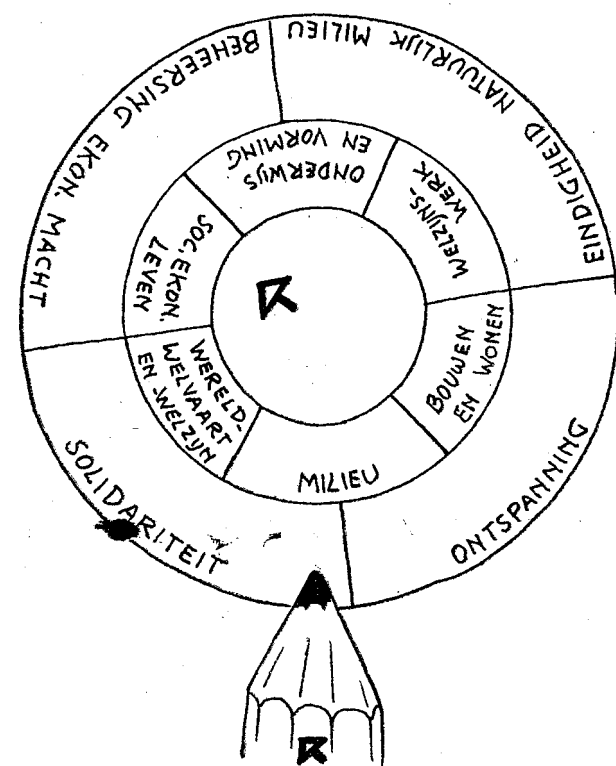 BEHEERSING EKON. MACHT
EINDIGHEID NATUURLIJK MILIEU
ONTSPANNING
SOLIDARITEIT
ONDERWIJS
EN VORMING
WELZIJNS-
WERK
BOUWEN
EN WONEN
MILIEU
WERELD-
WELVAART
EN -WELZIJN
SOC. EKON.
LEVEN